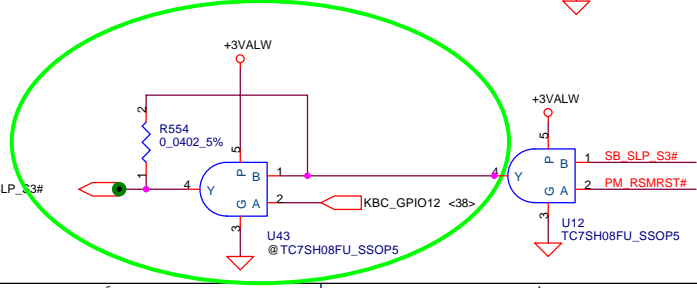 +3VALW
+3VALW
2
R554
0_0402_5%
1
5
P
B
1
Y
4
G
A
2
3
KBC_GPIO12 <38>
U43
@TC7SH08FU_SSOP5
LP_S3#
5
P
B
1
SB_SLP_S3#
4
Y
G
A
2
PM_RSMRST#
3
U12
TC7SH08FU_SSOP5